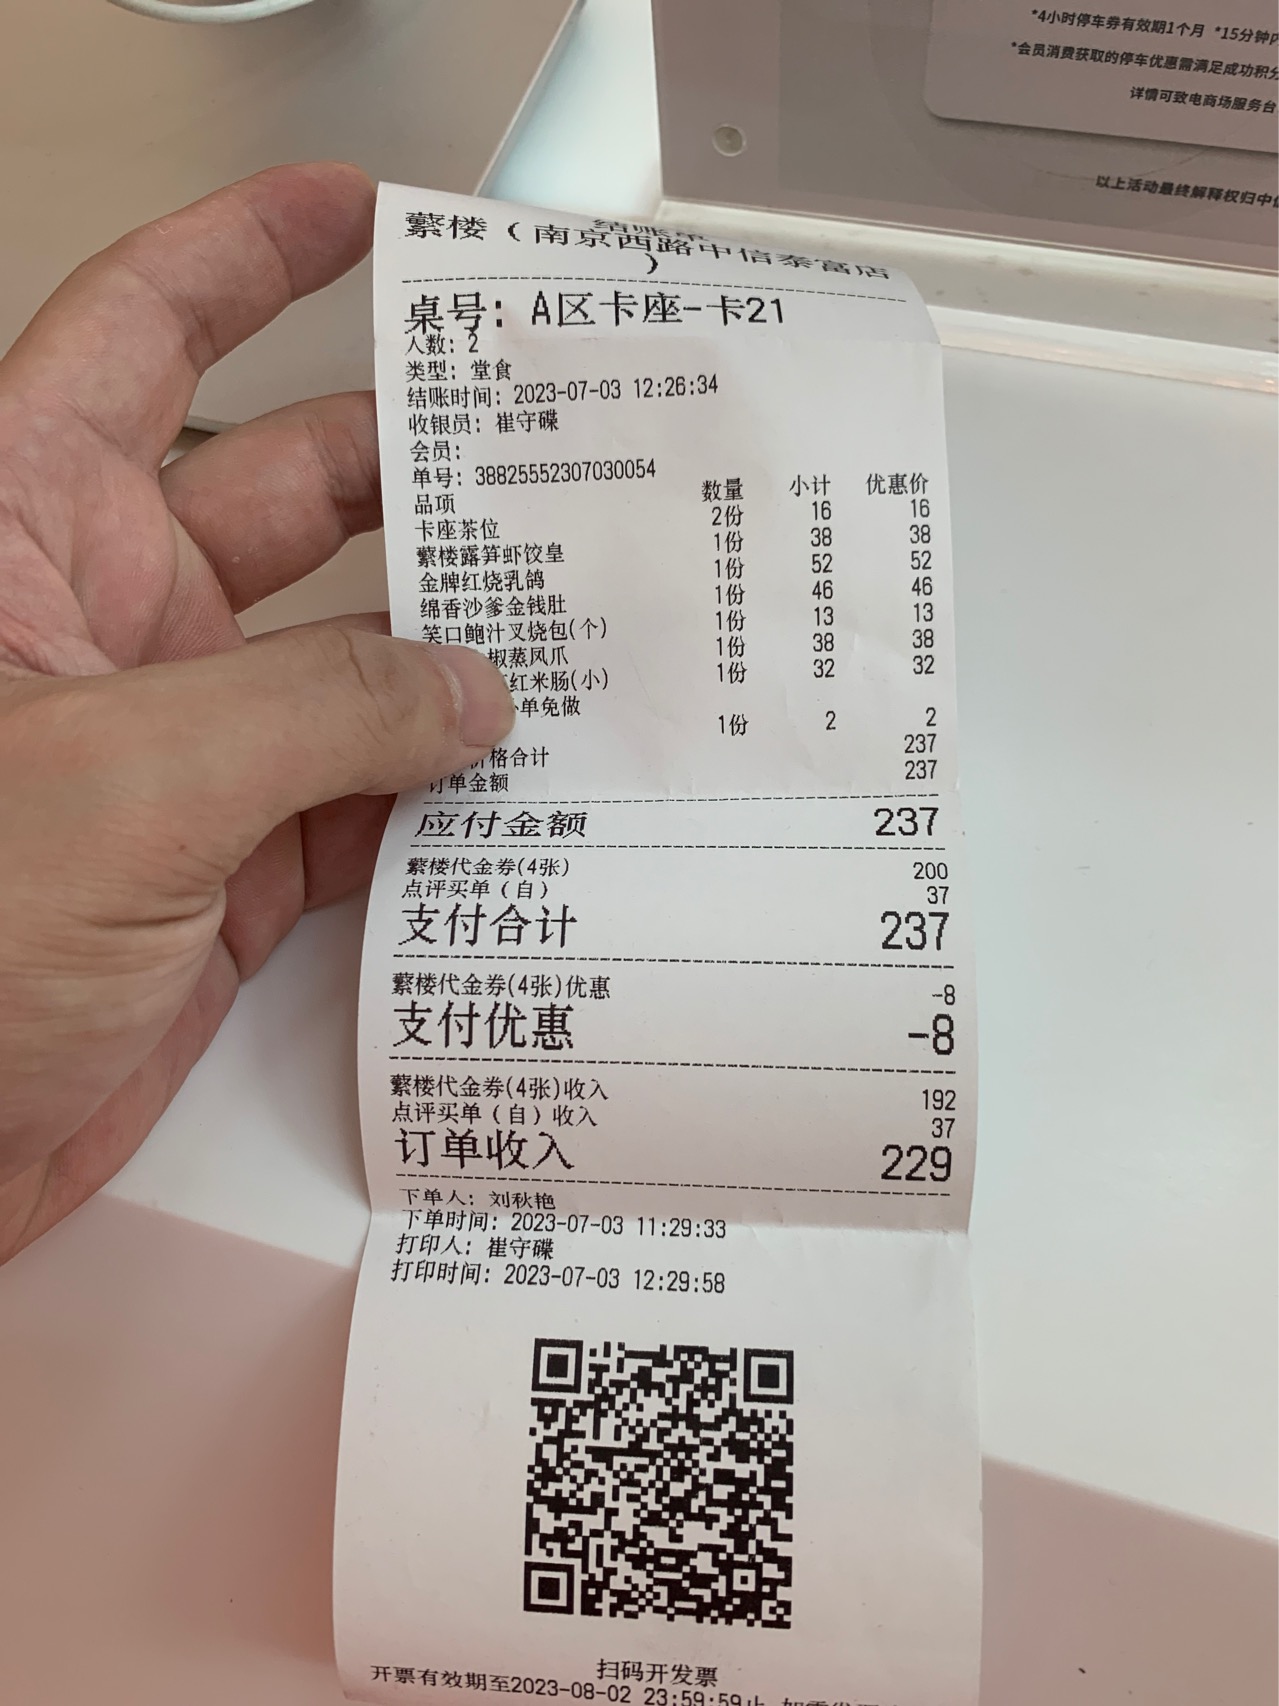 *4小时停车券有效期1个月 *15分钟内
*会员消费获取的停车优惠需满足成功积分
详情可致电商场服务台
以上活动最终解释权归中信
结账单
蘩楼（南京西路中信泰富店
）
桌号: A区卡座-卡21
人数: 2
类型: 堂食
结账时间: 2023-07-03 12:26:34
收银员: 崔守碟
会员:
单号: 38825552307030054
品项 数量 小计 优惠价
卡座茶位 2份 16 16
蘩楼露笋虾饺皇 1份 38 38
金牌红烧乳鸽 1份 52 52
绵香沙爹金钱肚 1份 46 46
笑口鲍汁叉烧包(个) 1份 13 13
椒蒸凤爪 1份 38 38
红米肠(小) 1份 32 32
单免做
1份 2 2
价格合计 237
订单金额 237
应付金额 237
蘩楼代金券(4张) 200
点评买单（自） 37
支付合计 237
蘩楼代金券(4张)优惠 -8
支付优惠 -8
蘩楼代金券(4张)收入 192
点评买单（自）收入 37
订单收入 229
下单人: 刘秋艳
下单时间: 2023-07-03 11:29:33
打印人: 崔守碟
打印时间: 2023-07-03 12:29:58
扫码开发票
开票有效期至2023-08-02 23:59:59止